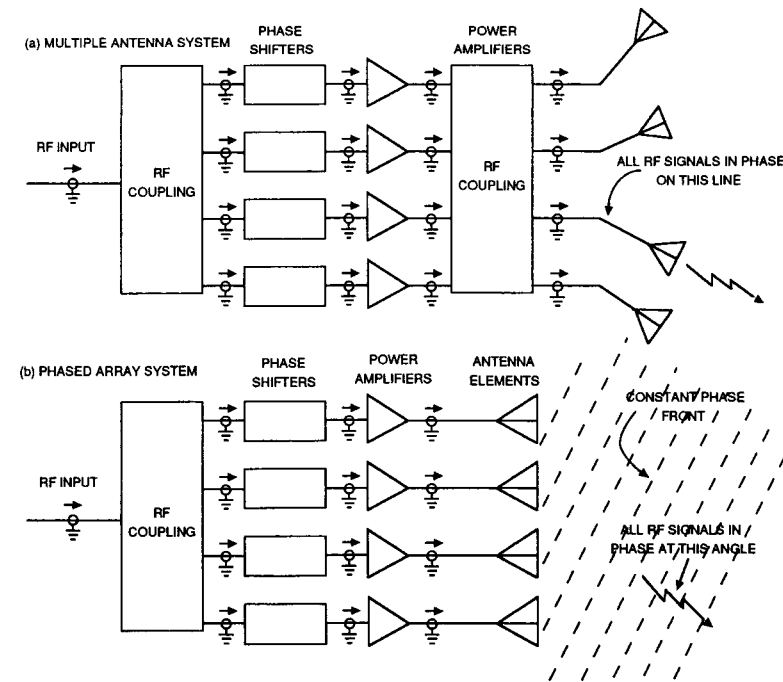 (a) MULTIPLE ANTENNA SYSTEM
PHASE
SHIFTERS
POWER
AMPLIFIERS
RF INPUT
RF
COUPLING
RF
COUPLING
ALL RF SIGNALS IN PHASE
ON THIS LINE
(b) PHASED ARRAY SYSTEM
PHASE
SHIFTERS
POWER
AMPLIFIERS
ANTENNA
ELEMENTS
CONSTANT PHASE
FRONT
RF INPUT
RF
COUPLING
ALL RF SIGNALS IN
PHASE AT THIS ANGLE